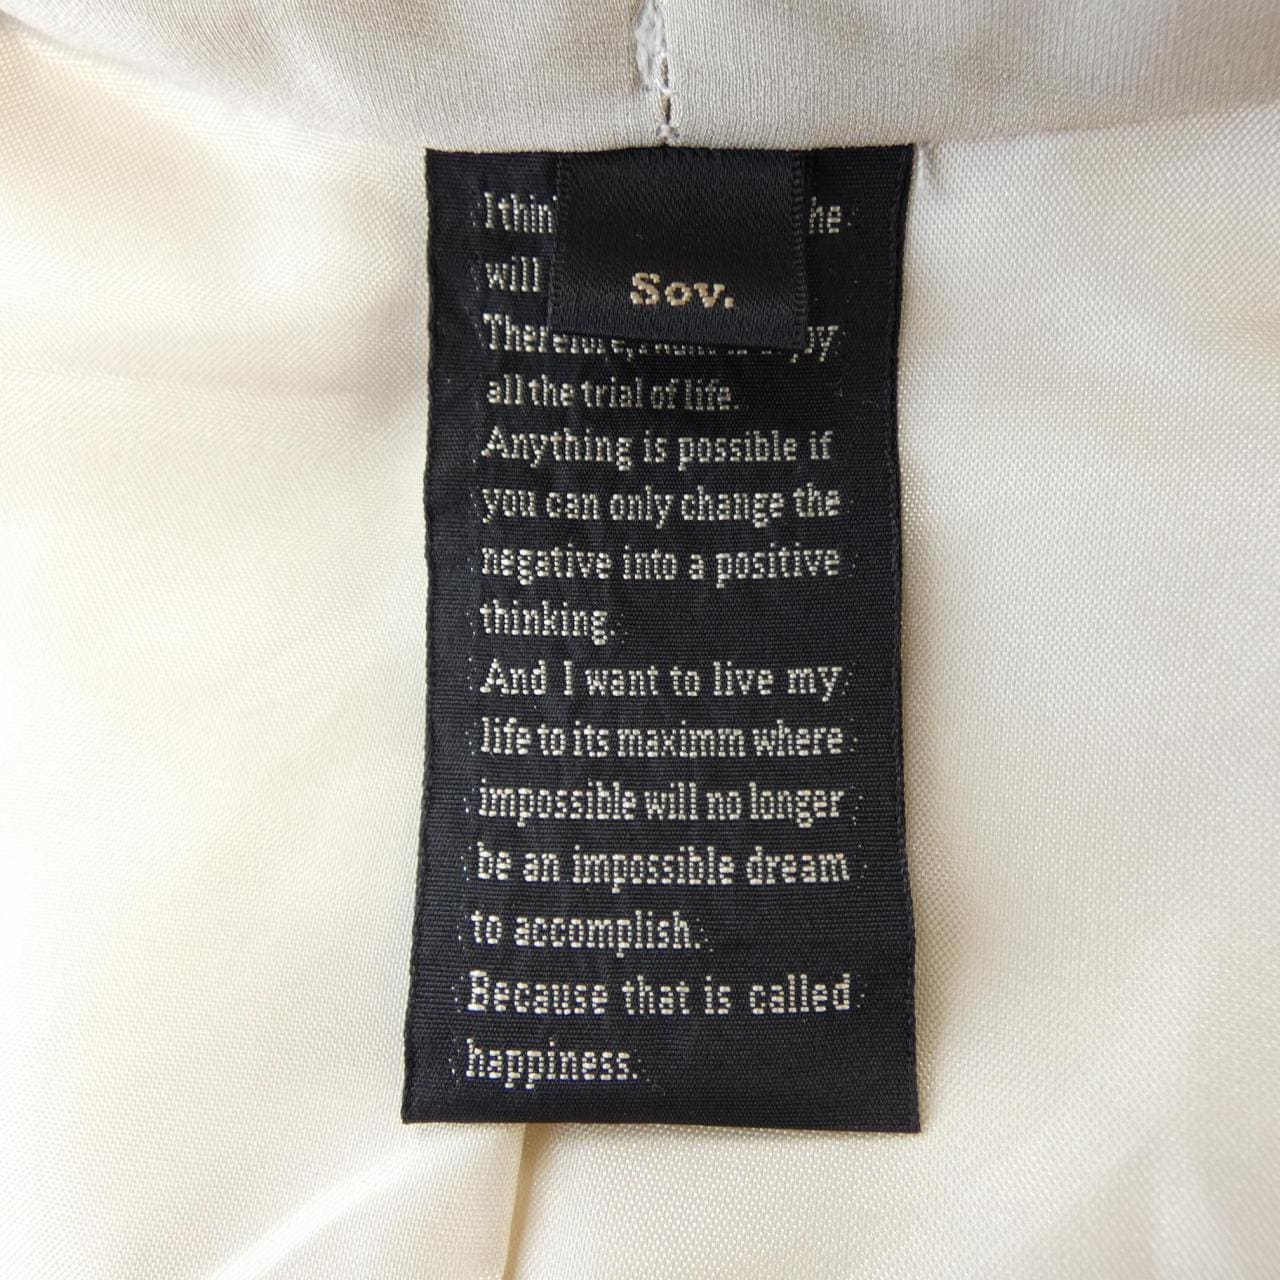 he
will
Sov.
all the trial of life.
Anything is possible if
you can only change the
negative into a positive
thinking.
And I want to live my
life to its maximm where
impossible will no longer
be an impossible dream
to accomplish.
Because that is called
happiness.